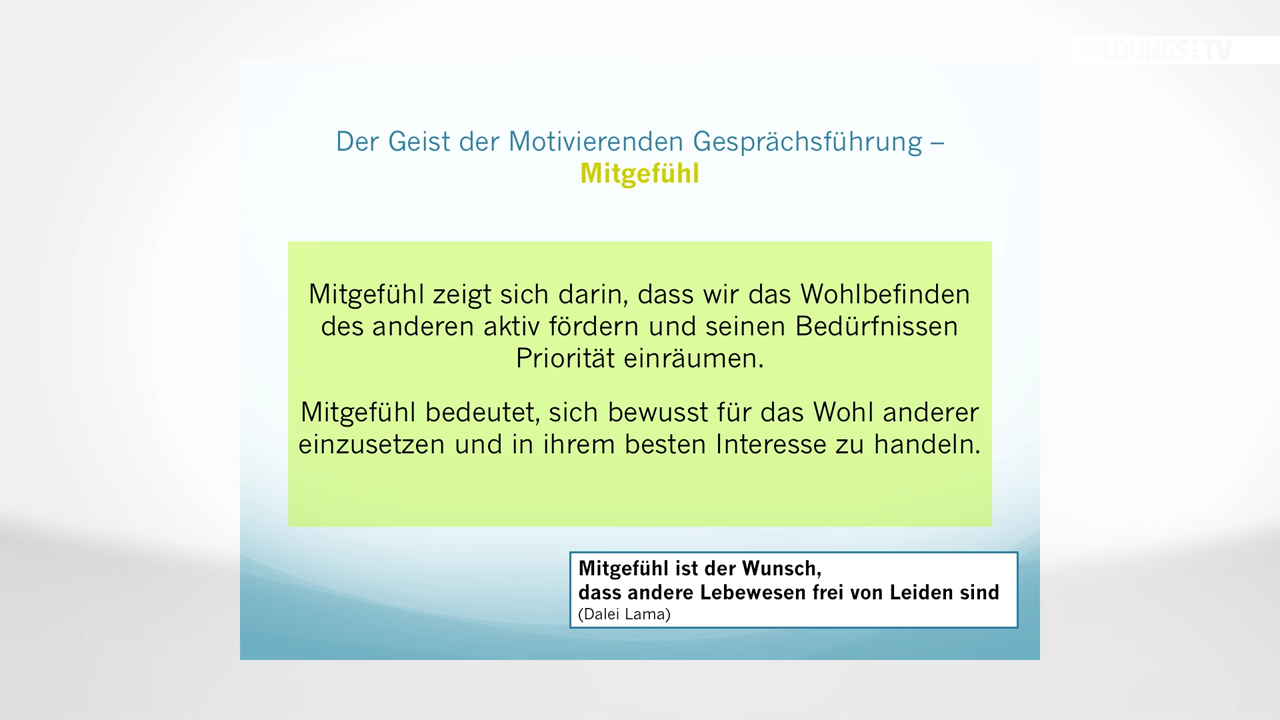 BILDUNGS:TV
Der Geist der Motivierenden Gesprächsführung –
Mitgefühl
Mitgefühl zeigt sich darin, dass wir das Wohlbefinden
des anderen aktiv fördern und seinen Bedürfnissen
Priorität einräumen.
Mitgefühl bedeutet, sich bewusst für das Wohl anderer
einzusetzen und in ihrem besten Interesse zu handeln.
Mitgefühl ist der Wunsch,
dass andere Lebewesen frei von Leiden sind
(Dalei Lama)